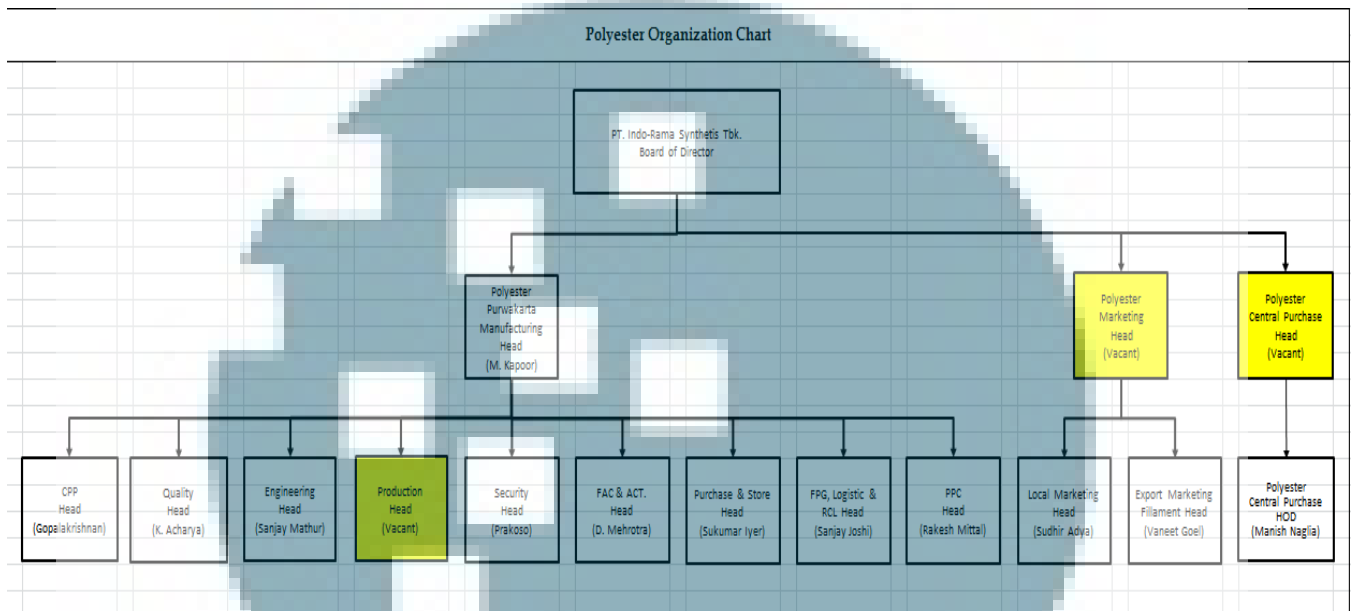 Polyester Organization Chart
PT. Indo-Rama Synthetis Tbk.
Board of Director
Polyester
Purwakarta
Manufacturing
Head
(M. Kapoor)
Polyester
Marketing
Head
(Vacant)
Polyester
Central Purchase
Head
(Vacant)
CPP
Head
(Gopalakrishnan)
Quality
Head
(K. Acharya)
Engineering
Head
(Sanjay Mathur)
Production
Head
(Vacant)
Security
Head
(Prakoso)
FAC & ACT.
Head
(D. Mehrotra)
Purchase & Store
Head
(Sukumar Iyer)
FPG, Logistic &
RCL Head
(Sanjay Joshi)
PPC
Head
(Rakesh Mittal)
Local Marketing
Head
(Sudhir Adya)
Export Marketing
Fillament Head
(Vaneet Goel)
Polyester
Central Purchase
HOD
(Manish Naglia)